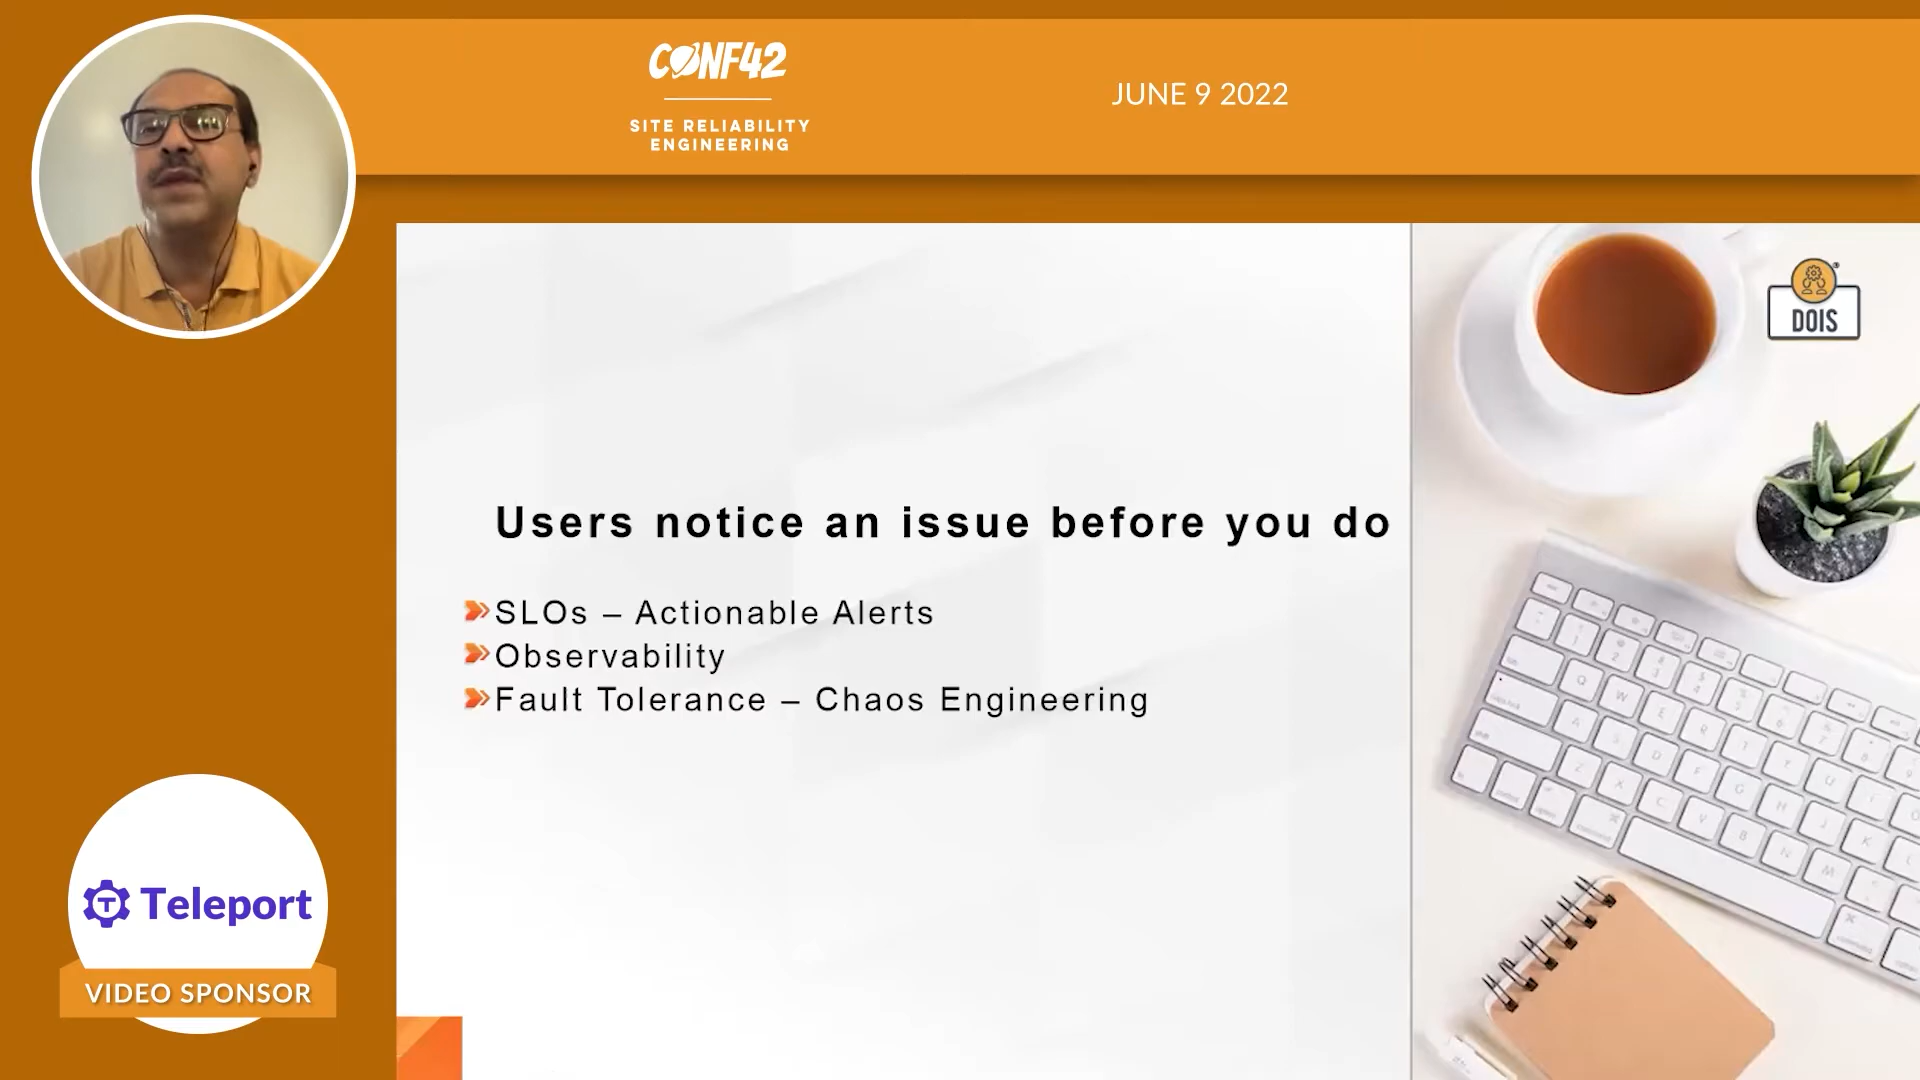 CONF42
SITE RELIABILITY
ENGINEERING
JUNE 9 2022
DOIS
Users notice an issue before you do
SLOs – Actionable Alerts
Observability
Fault Tolerance – Chaos Engineering
Teleport
VIDEO SPONSOR